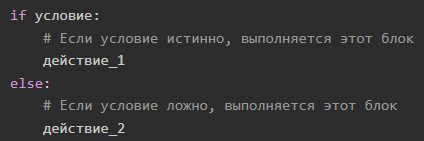 if условие:
    # Если условие истинно, выполняется этот блок
    действие_1
else:
    # Если условие ложно, выполняется этот блок
    действие_2